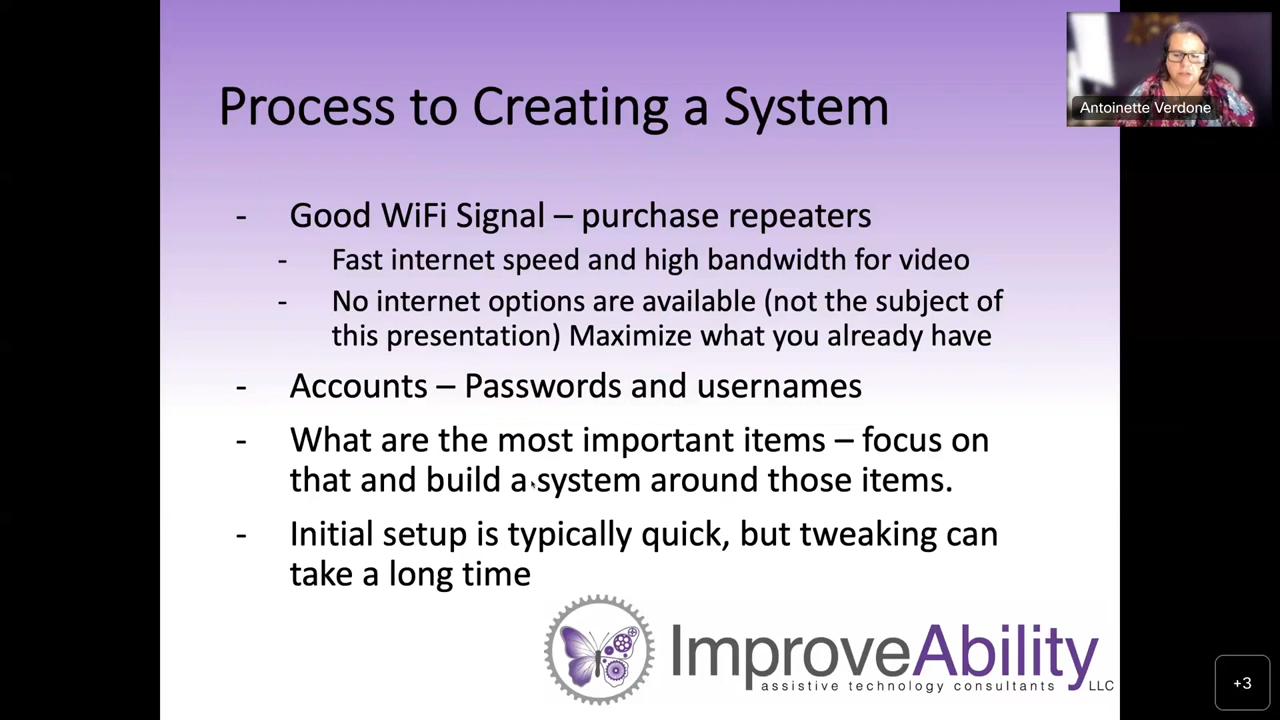 Process to Creating a System
Antoinette Verdone
- Good WiFi Signal – purchase repeaters
- Fast internet speed and high bandwidth for video
- No internet options are available (not the subject of
this presentation) Maximize what you already have
- Accounts – Passwords and usernames
- What are the most important items – focus on
that and build a system around those items.
- Initial setup is typically quick, but tweaking can
take a long time
ImproveAbility
assistive technology consultants LLC
+3